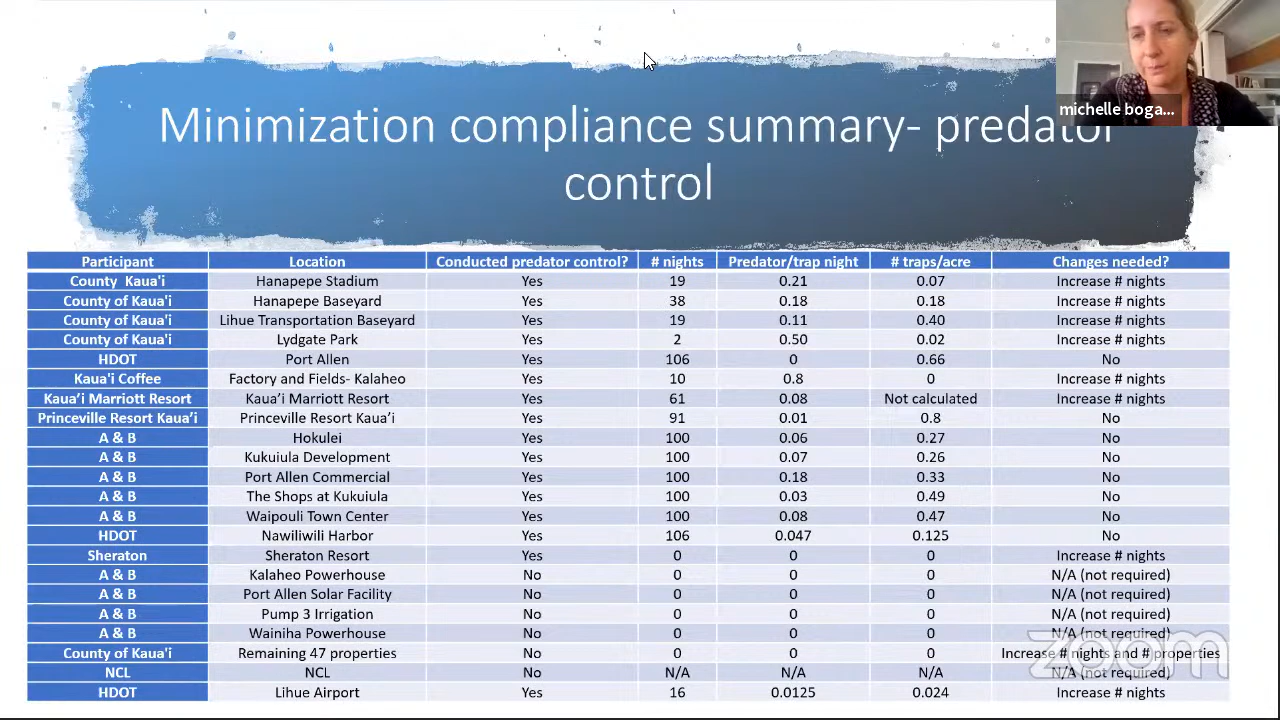 michelle boga...
Minimization compliance summary- predator
control
Participant Location Conducted predator control? # nights Predator/trap night # traps/acre Changes needed?
County Kaua'i Hanapepe Stadium Yes 19 0.21 0.07 Increase # nights
County of Kaua'i Hanapepe Baseyard Yes 38 0.18 0.18 Increase # nights
County of Kaua'i Lihue Transportation Baseyard Yes 19 0.11 0.40 Increase # nights
County of Kaua'i Lydgate Park Yes 2 0.50 0.02 Increase # nights
HDOT Port Allen Yes 106 0 0.66 No
Kaua'i Coffee Factory and Fields- Kalaheo Yes 10 0.8 0 Increase # nights
Kaua’i Marriott Resort Kaua’i Marriott Resort Yes 61 0.08 Not calculated Increase # nights
Princeville Resort Kaua’i Princeville Resort Kaua’i Yes 91 0.01 0.8 No
A & B Hokulei Yes 100 0.06 0.27 No
A & B Kukuiula Development Yes 100 0.07 0.26 No
A & B Port Allen Commercial Yes 100 0.18 0.33 No
A & B The Shops at Kukuiula Yes 100 0.03 0.49 No
A & B Waipouli Town Center Yes 100 0.08 0.47 No
HDOT Nawiliwili Harbor Yes 106 0.047 0.125 No
Sheraton Sheraton Resort Yes 0 0 0 Increase # nights
A & B Kalaheo Powerhouse No 0 0 0 N/A (not required)
A & B Port Allen Solar Facility No 0 0 0 N/A (not required)
A & B Pump 3 Irrigation No 0 0 0 N/A (not required)
A & B Wainiha Powerhouse No 0 0 0 N/A (not required)
County of Kaua'i Remaining 47 properties No 0 0 0 Increase # nights and # properties
NCL NCL No N/A N/A N/A N/A (not required)
HDOT Lihue Airport Yes 16 0.0125 0.024 Increase # nights
zoom